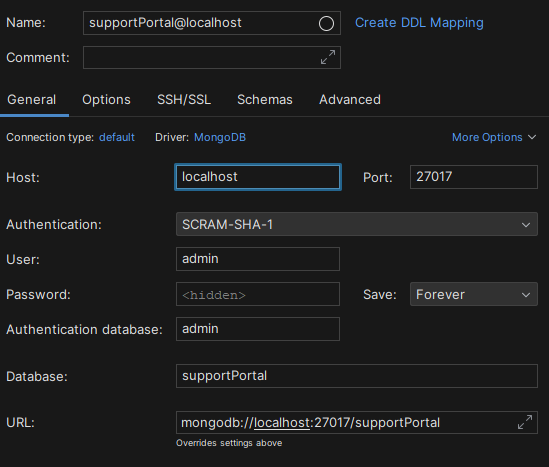 Name: supportPortal@localhost Create DDL Mapping
Comment:
General Options SSH/SSL Schemas Advanced
Connection type: default Driver: MongoDB More Options
Host: localhost Port: 27017
Authentication: SCRAM-SHA-1
User: admin
Password: <hidden> Save: Forever
Authentication database: admin
Database: supportPortal
URL: mongodb://localhost:27017/supportPortal
Overrides settings above